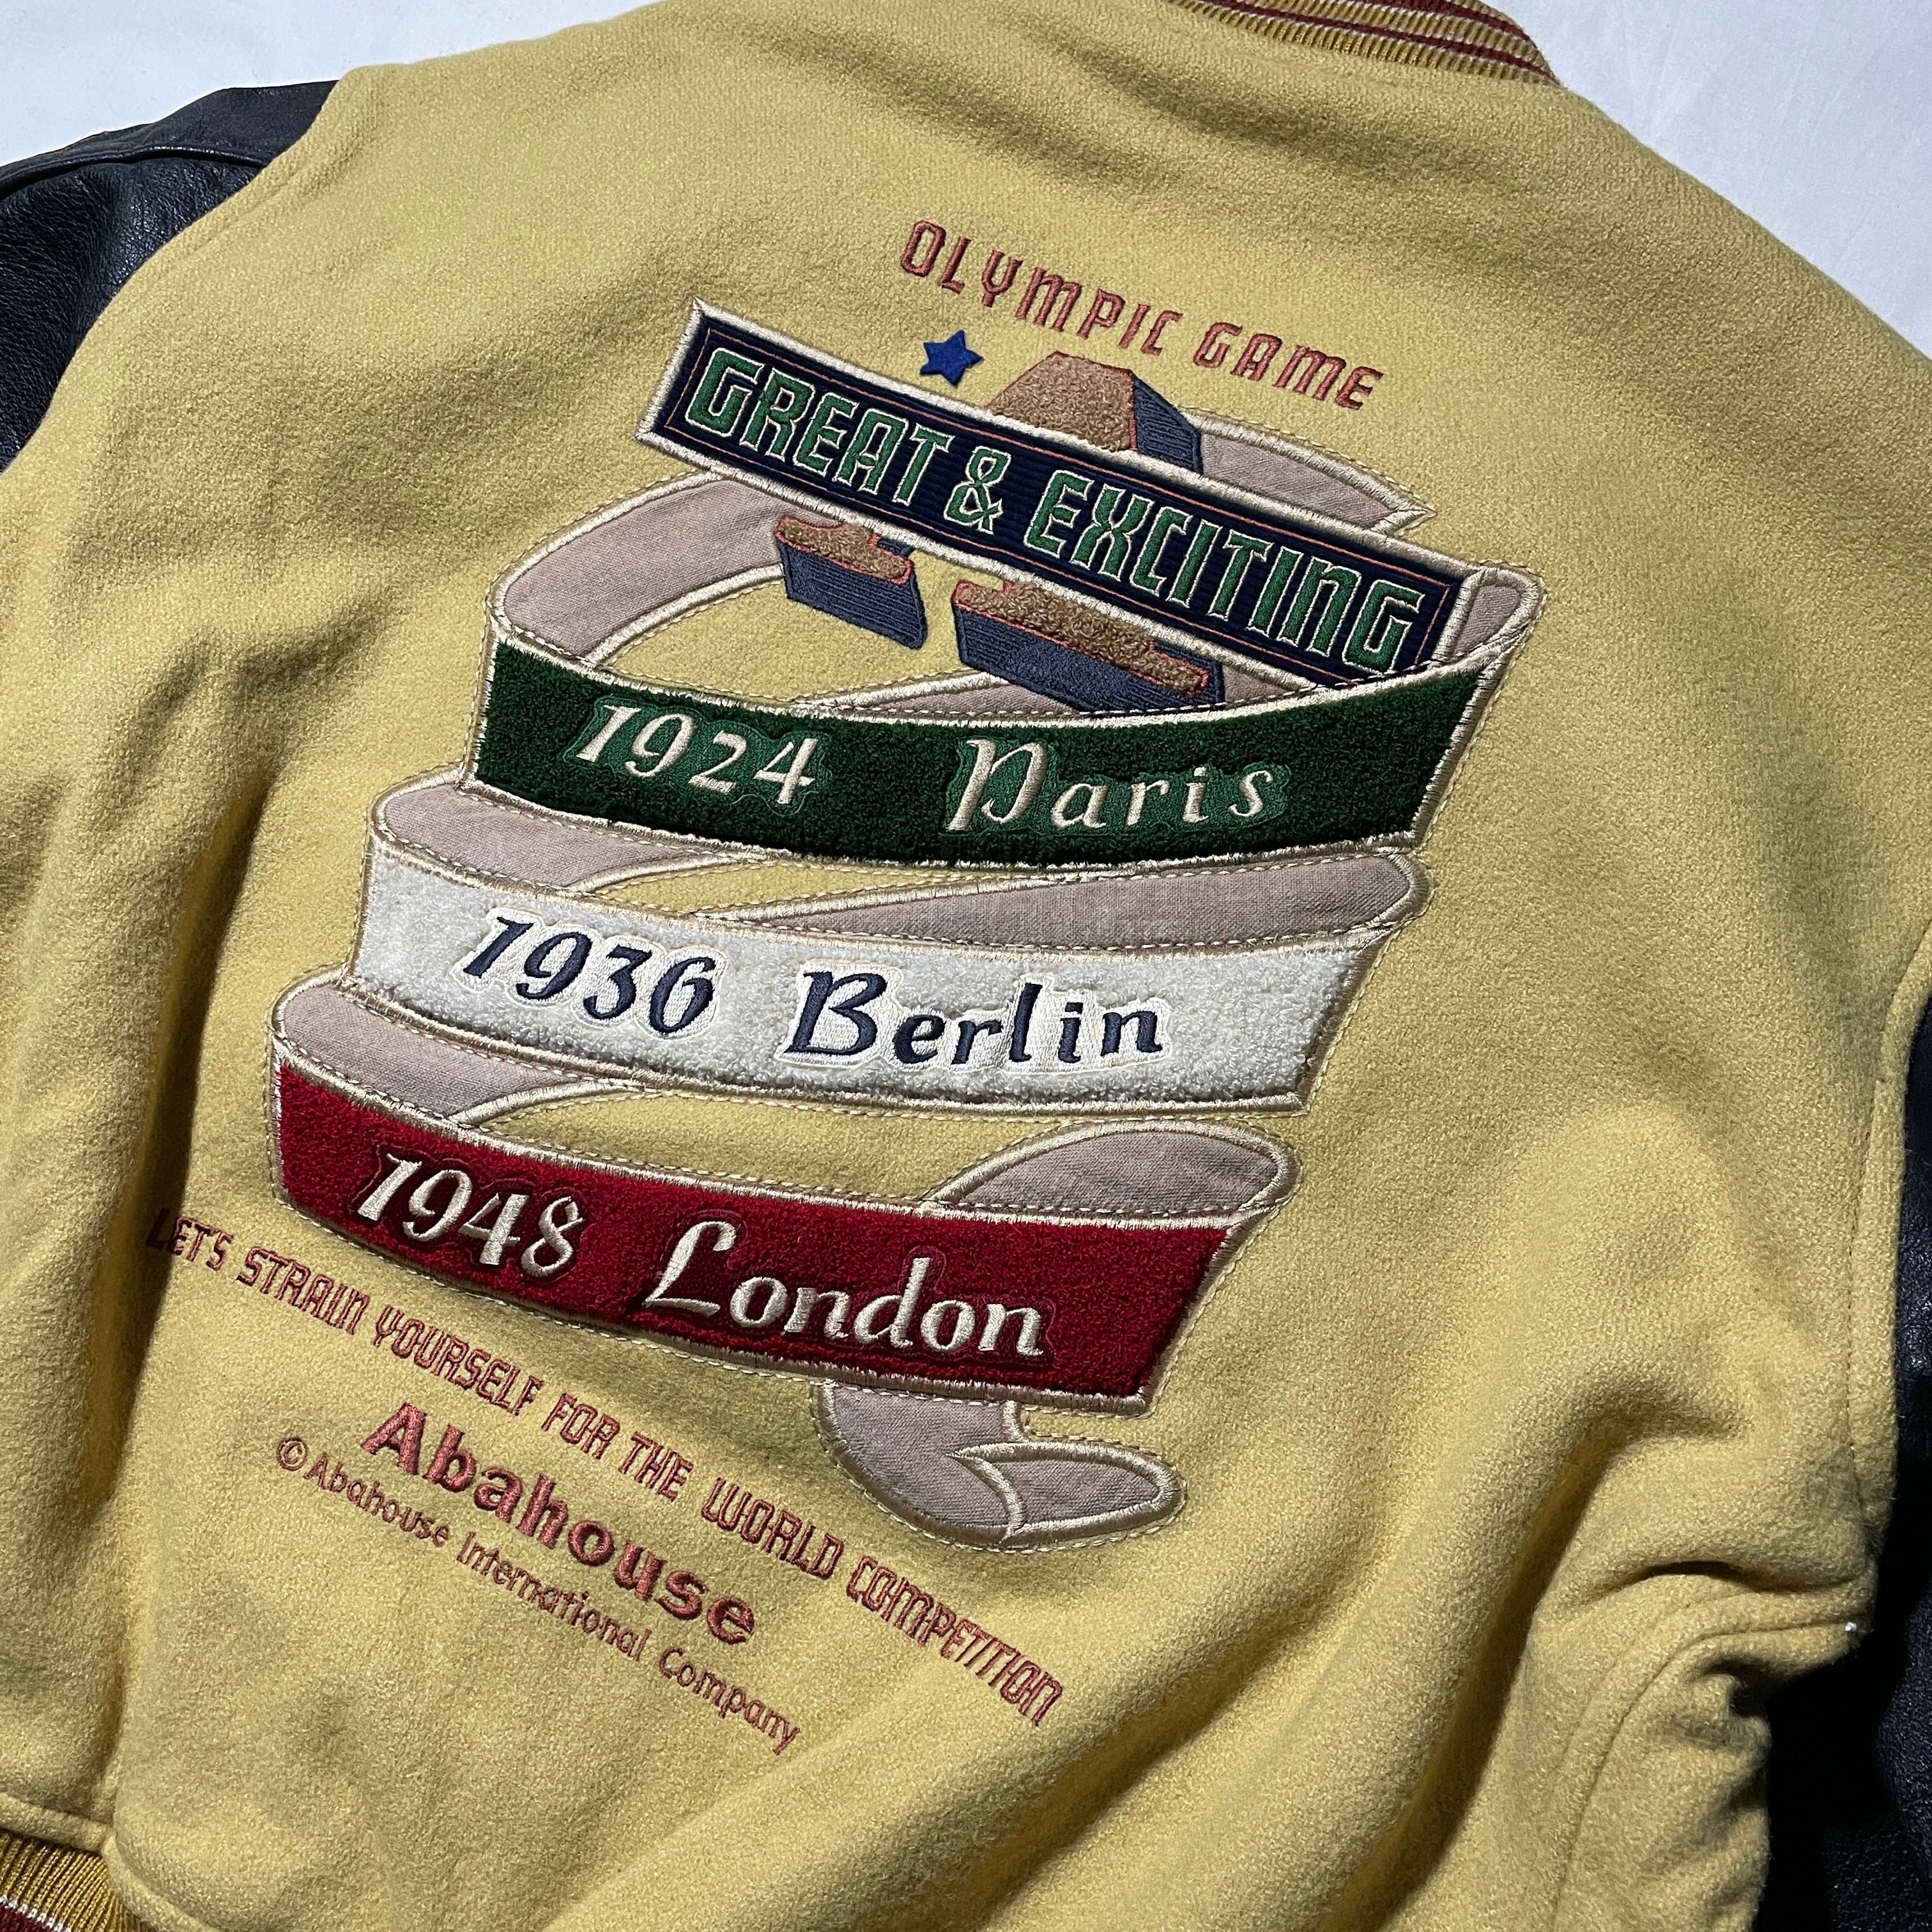 OLYMPIC GAME
GREAT & EXCITING
1924 Paris
1936 Berlin
1948 London
LET'S STRAIN YOURSELF FOR THE WORLD COMPETITION
Abahouse
© Abahouse International Company